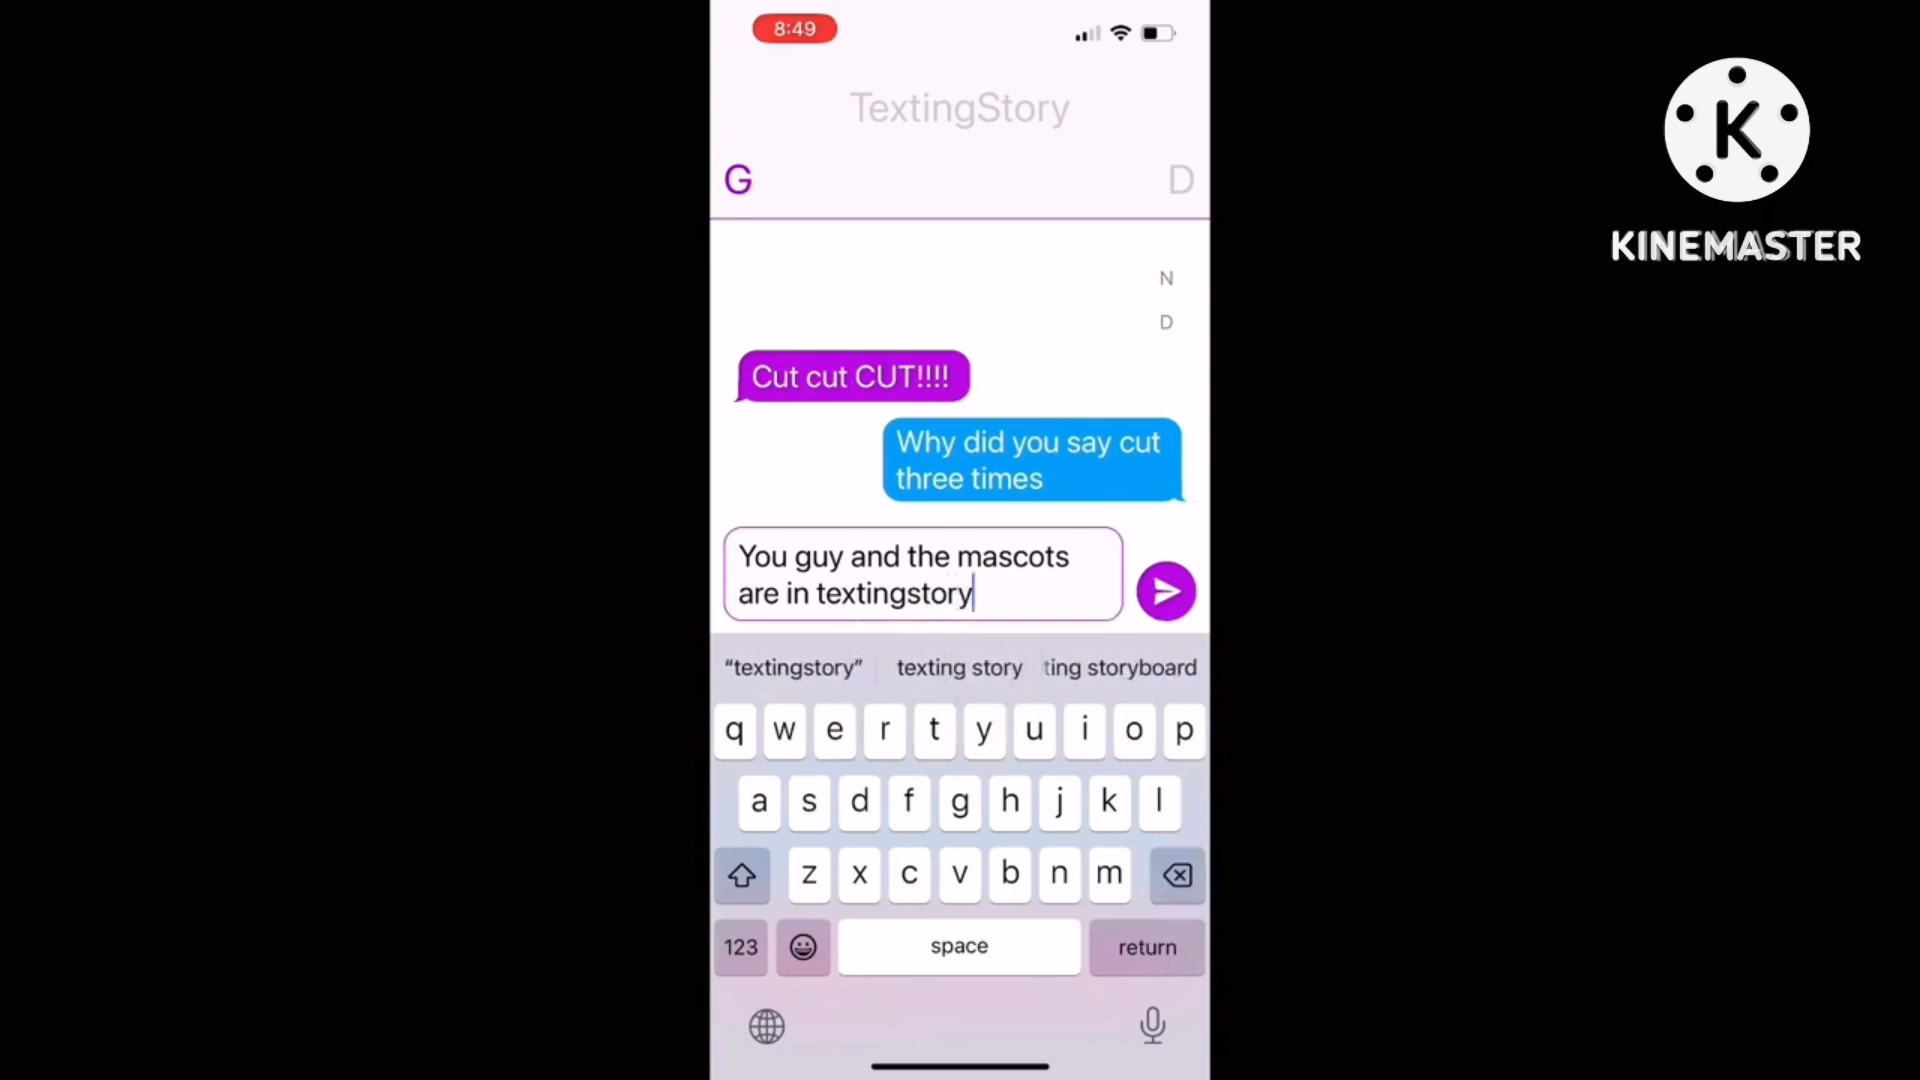 8:49
TextingStory
G
D
N
D
Cut cut CUT!!!!
Why did you say cut
three times
You guy and the mascots
are in textingstory
“textingstory” texting story ting storyboard
q w e r t y u i o p
a s d f g h j k l
z x c v b n m
123 space return
K
KINEMASTER